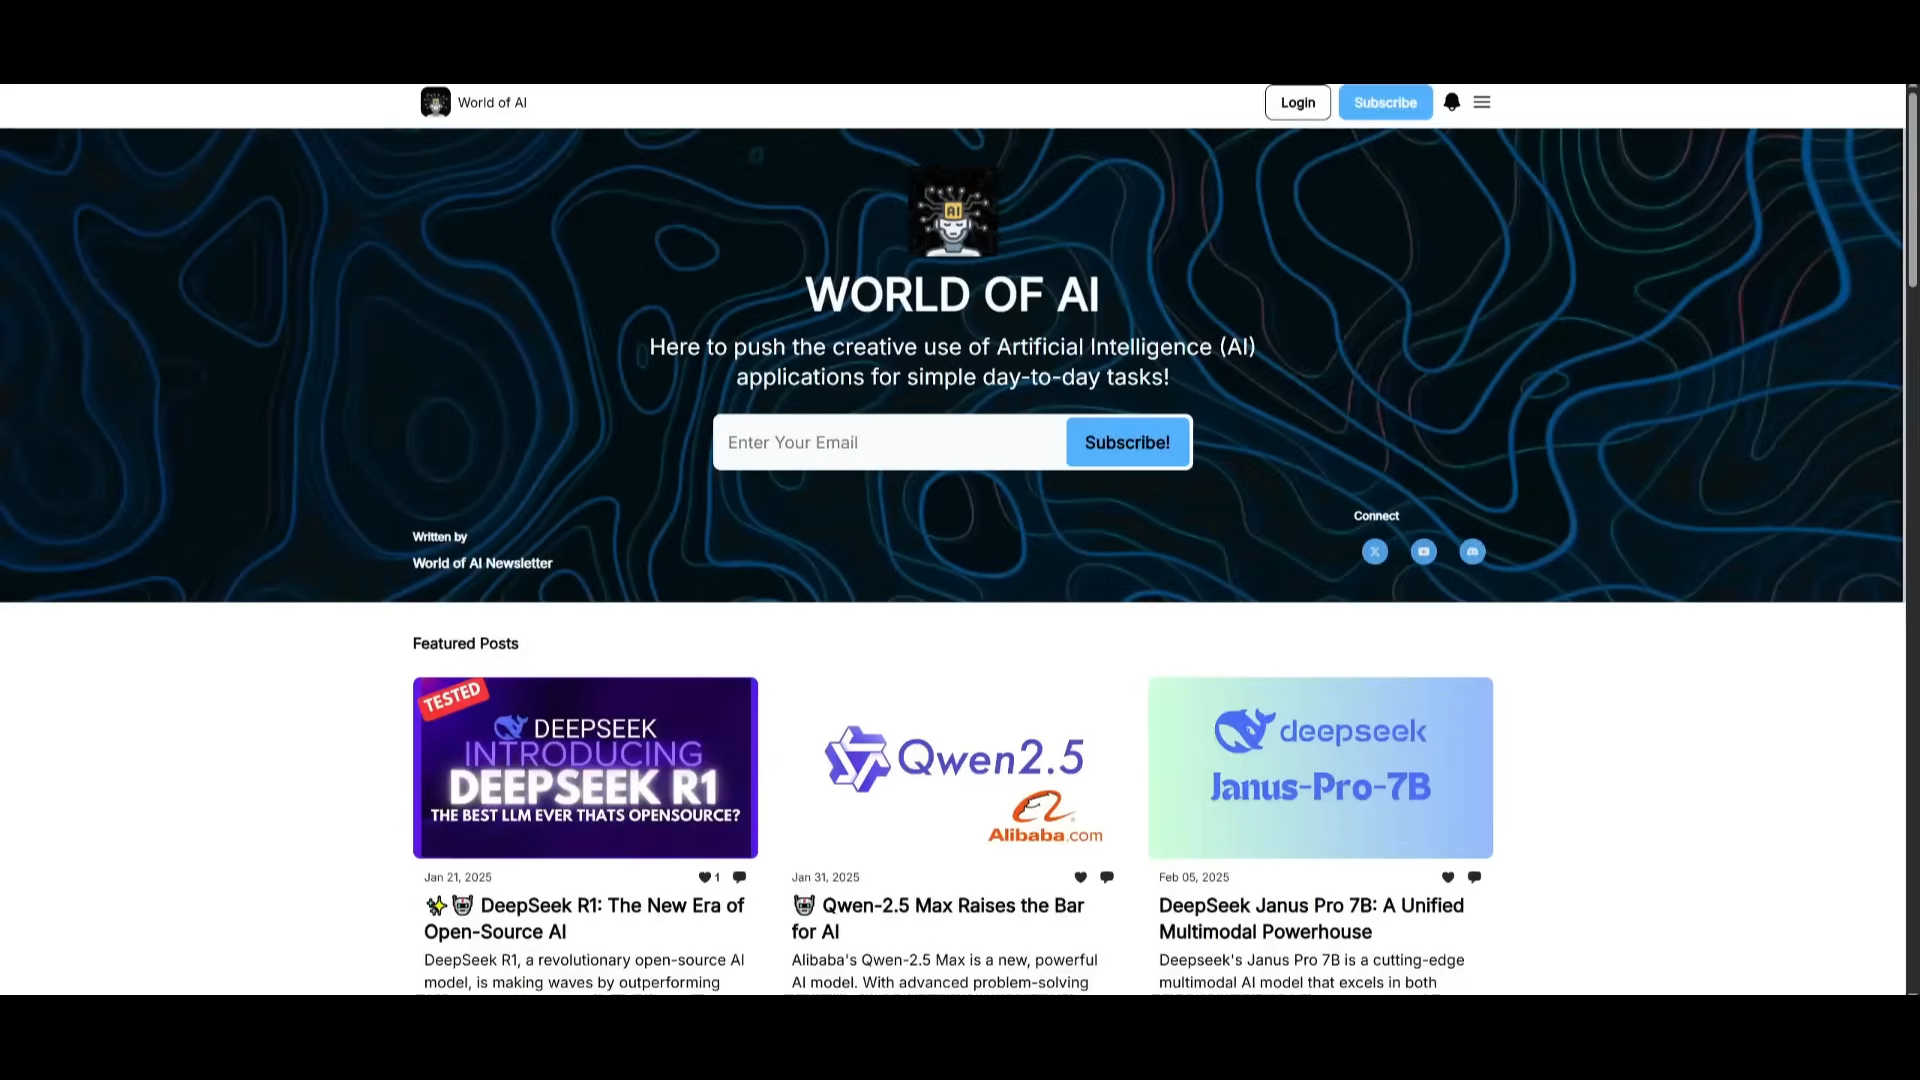 World of AI
Login
Subscribe
AI
WORLD OF AI
Here to push the creative use of Artificial Intelligence (AI)
applications for simple day-to-day tasks!
Enter Your Email
Subscribe!
Connect
Written by
World of AI Newsletter
Featured Posts
TESTED
DEEPSEEK
INTRODUCING
DEEPSEEK R1
THE BEST LLM EVER THATS OPENSOURCE?
Jan 21, 2025
1
DeepSeek R1: The New Era of
Open-Source AI
DeepSeek R1, a revolutionary open-source AI
model, is making waves by outperforming
Qwen2.5
Alibaba.com
Jan 31, 2025
Qwen-2.5 Max Raises the Bar
for AI
Alibaba's Qwen-2.5 Max is a new, powerful
AI model. With advanced problem-solving
deepseek
Janus-Pro-7B
Feb 05, 2025
DeepSeek Janus Pro 7B: A Unified
Multimodal Powerhouse
Deepseek's Janus Pro 7B is a cutting-edge
multimodal AI model that excels in both